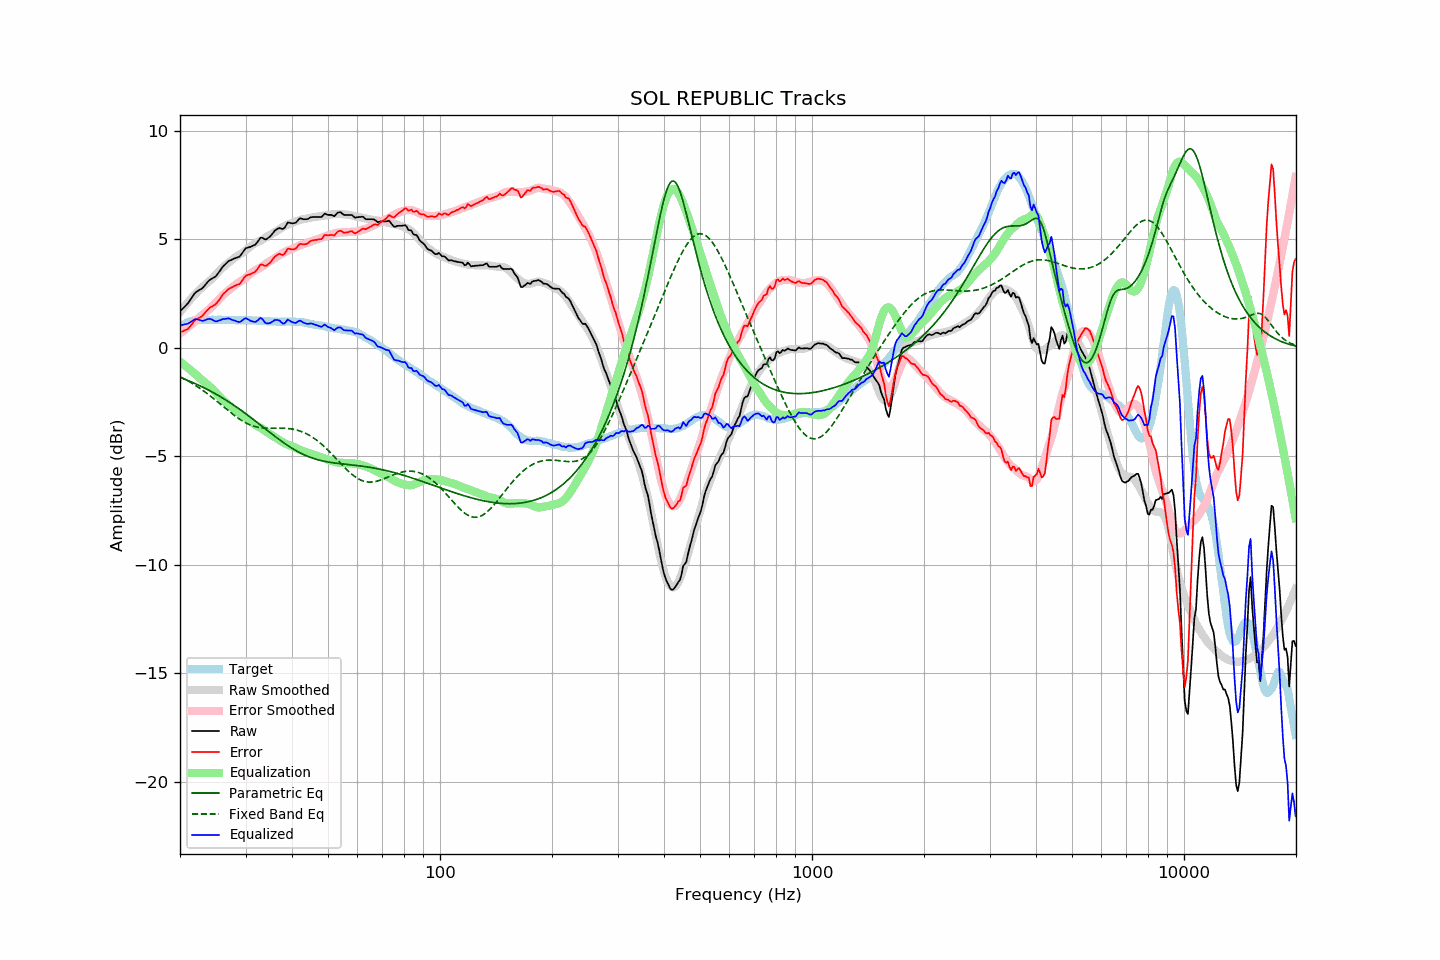 SOL REPUBLIC Tracks
10
5
0
−5
−10
−15
−20
Amplitude (dBr)
Target
Raw Smoothed
Error Smoothed
Raw
Error
Equalization
Parametric Eq
Fixed Band Eq
Equalized
100
1000
10000
Frequency (Hz)